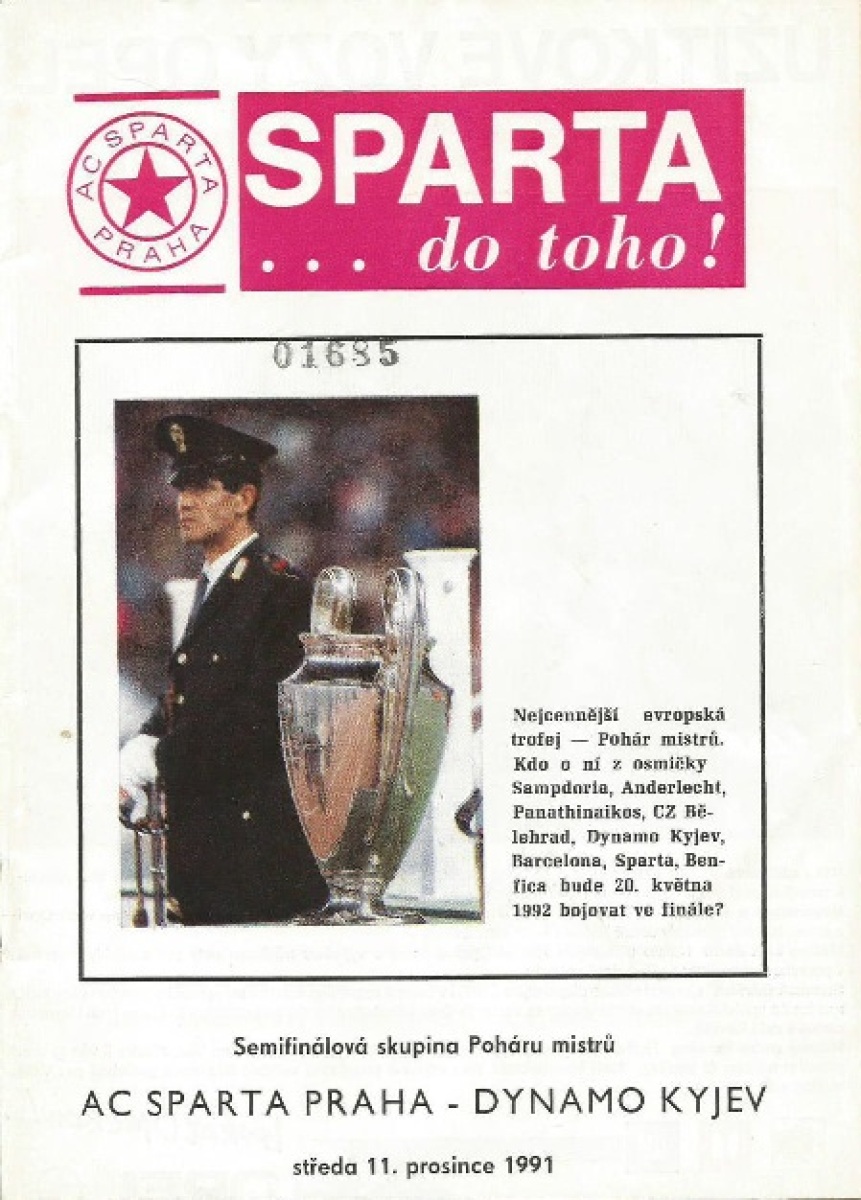 AC SPARTA PRAHA
SPARTA
... do toho!
01685
Nejcennější evropská
trofej — Pohár mistrů.
Kdo o ní z osmičky
Sampdoria, Anderlecht,
Panathinaikos, CZ Bě-
lehrad, Dynamo Kyjev,
Barcelona, Sparta, Ben-
fica bude 20. května
1992 bojovat ve finále?
Semifinálová skupina Poháru mistrů
AC SPARTA PRAHA - DYNAMO KYJEV
středa 11. prosince 1991